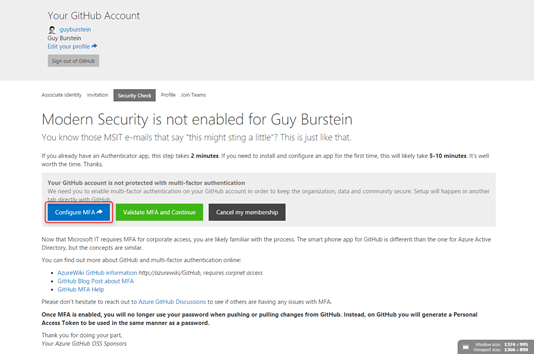 Your GitHub Account
guyburstein
Guy Burstein
Edit your profile
Sign out of GitHub
Associate Identity Invitation Security Check Profile Join Teams
Modern Security is not enabled for Guy Burstein
You know those MSIT e-mails that say "this might sting a little"? This is just like that.
If you already have an Authenticator app, this step takes 2 minutes. If you need to install and configure an app for the first time, this will likely take 5-10 minutes. It's well
worth the time. Thanks.
Your GitHub account is not protected with multi-factor authentication
We need you to enable multi-factor authentication on your GitHub account in order to keep the organization, data and community secure. Setup will happen in another
tab directly with GitHub.
Configure MFA Validate MFA and Continue Cancel my membership
Now that Microsoft IT requires MFA for corporate access, you are likely familiar with the process. The smart phone app for GitHub is different than the one for Azure Active
Directory, but the concepts are similar.
You can find out more about GitHub and multi-factor authentication online:
AzureWiki GitHub information http://azurewiki/GitHub, requires corpnet access
GitHub Blog Post about MFA
GitHub MFA Help
Please don't hesitate to reach out to Azure GitHub Discussions to see if others are having any issues with MFA.
Once MFA is enabled, you will no longer use your password when pushing or pulling changes from GitHub. Instead, on GitHub you will generate a Personal
Access Token to be used in the same manner as a password.
Thank you for doing your part,
Your Azure GitHub OSS Sponsors
Window size: 1374 x 995
Viewport size: 1366 x 890